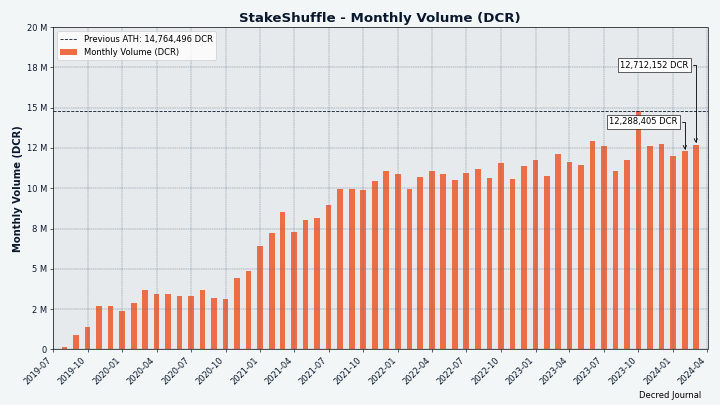 StakeShuffle - Monthly Volume (DCR)
20 M
18 M
15 M
12 M
10 M
8 M
5 M
2 M
0
Monthly Volume (DCR)
Previous ATH: 14,764,496 DCR
Monthly Volume (DCR)
12,712,152 DCR
12,288,405 DCR
2019-07
2019-10
2020-01
2020-04
2020-07
2020-10
2021-01
2021-04
2021-07
2021-10
2022-01
2022-04
2022-07
2022-10
2023-01
2023-04
2023-07
2023-10
2024-01
2024-04
Decred Journal